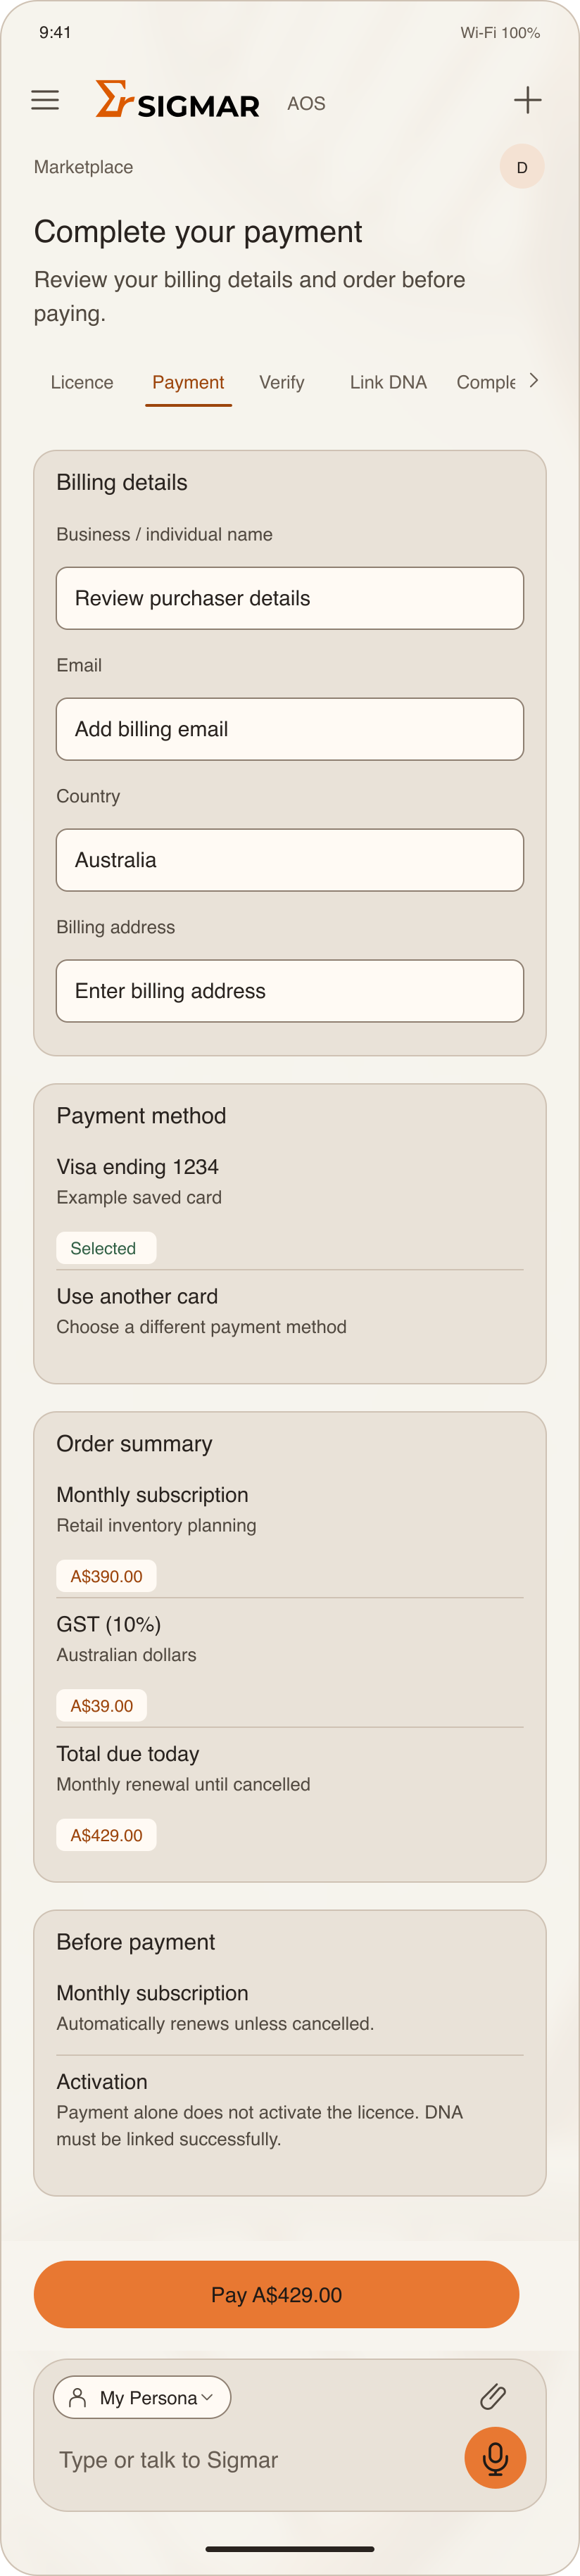 9:41
Wi-Fi 100%
Σr SIGMAR AOS
Marketplace
D
Complete your payment
Review your billing details and order before
paying.
Licence Payment Verify Link DNA Comple
Billing details
Business / individual name
Review purchaser details
Email
Add billing email
Country
Australia
Billing address
Enter billing address
Payment method
Visa ending 1234
Example saved card
Selected
Use another card
Choose a different payment method
Order summary
Monthly subscription
Retail inventory planning
A$390.00
GST (10%)
Australian dollars
A$39.00
Total due today
Monthly renewal until cancelled
A$429.00
Before payment
Monthly subscription
Automatically renews unless cancelled.
Activation
Payment alone does not activate the licence. DNA
must be linked successfully.
Pay A$429.00
My Persona
Type or talk to Sigmar